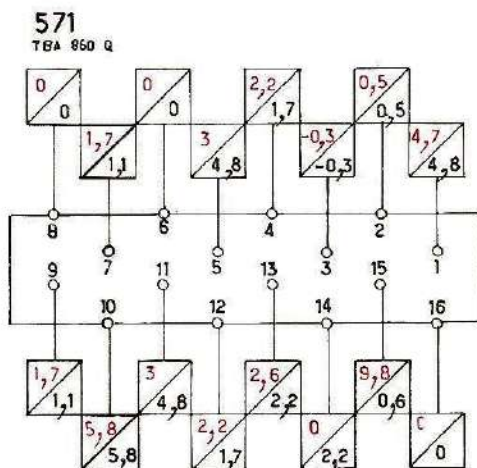 571
TBA 860 Q
0 0 2,2 0,5
0 0 1,7 0,5
1,7 3 -0,3 4,7
1,1 4,8 -0,3 4,8
8 6 4 2
7 5 3 1
9 11 13 15
10 12 14 16
1,7 3 2,6 9,8
1,1 4,8 2,2 0,6
5,8 2,2 0 0
5,8 1,7 2,2 0